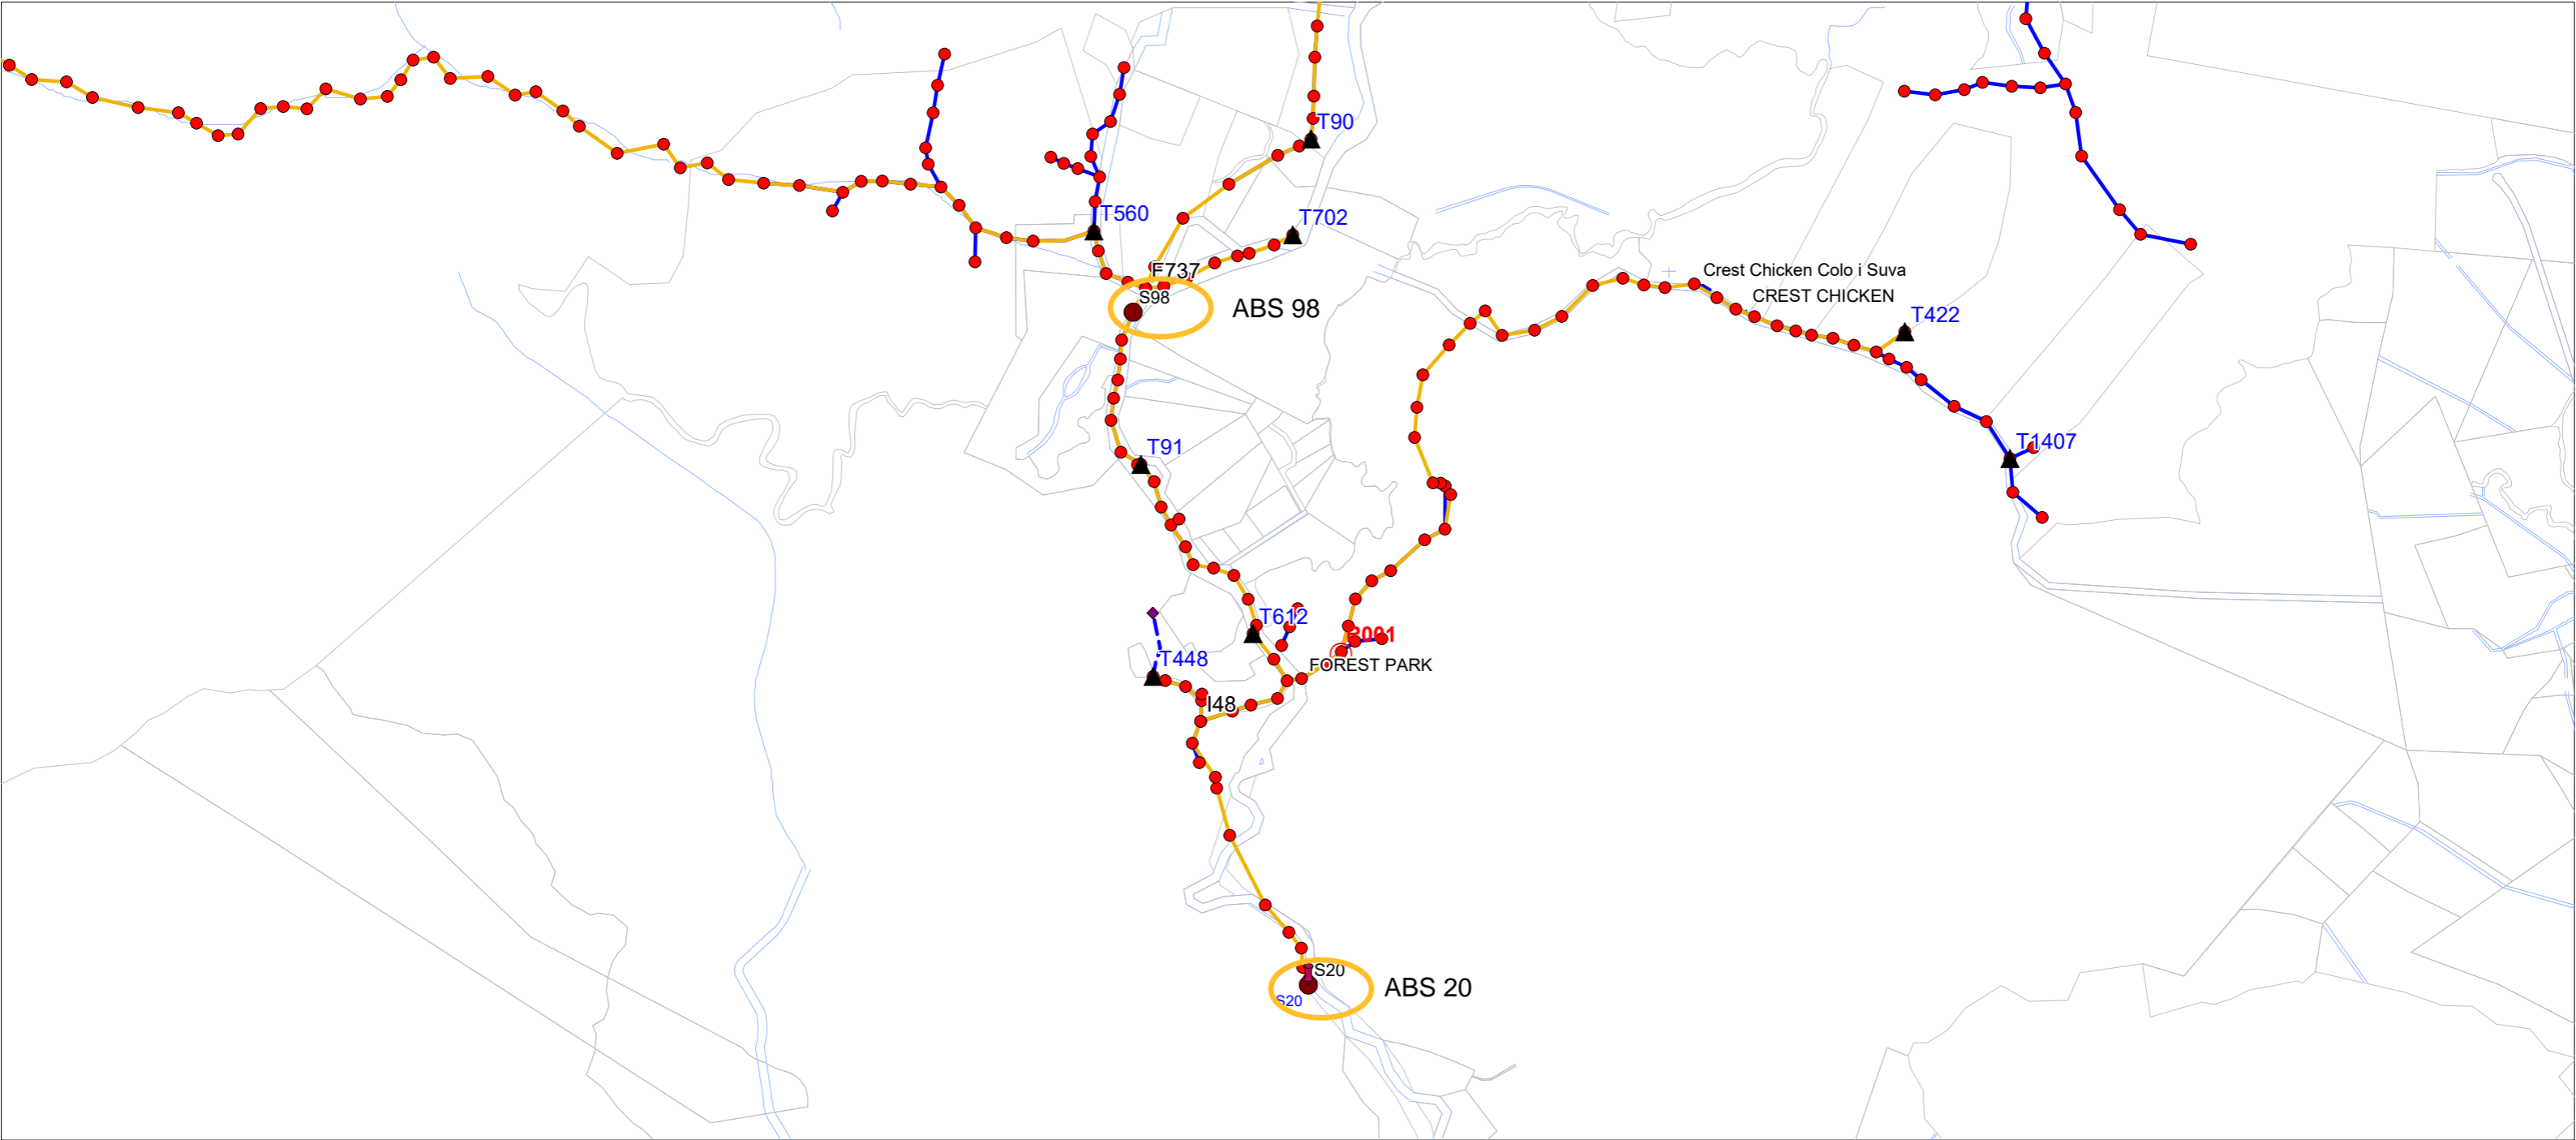 T90
T560
T702
F737
S98
ABS 98
Crest Chicken Colo i Suva
CREST CHICKEN
T422
T91
T1407
T612
R001
T448
FOREST PARK
I48
S20
S20
ABS 20